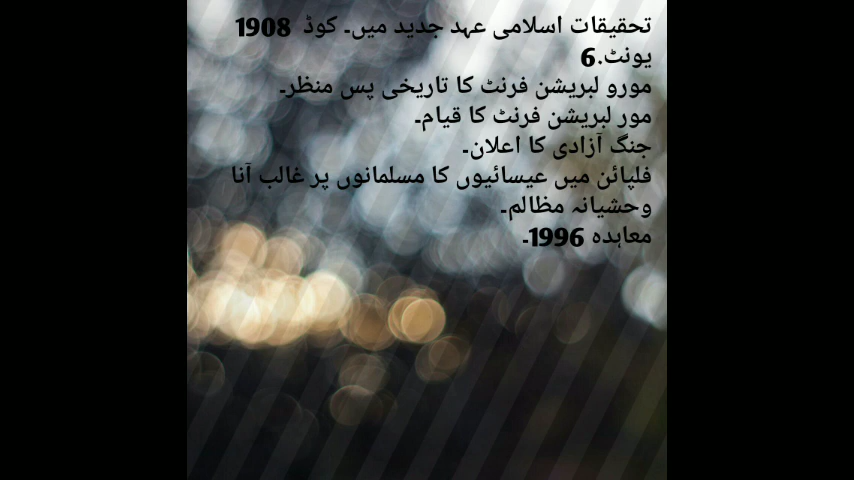 تحقیقات اسلامی عہد جدید میں۔ کوڈ 1908
یونٹ.6
مورو لبریشن فرنٹ کا تاریخی پس منظر۔
مور لبریشن فرنٹ کا قیام۔
جنگ آزادی کا اعلان۔
فلپائن میں عیسائیوں کا مسلمانوں پر غالب آنا
وحشیانہ مظالم۔
معاہدہ 1996۔